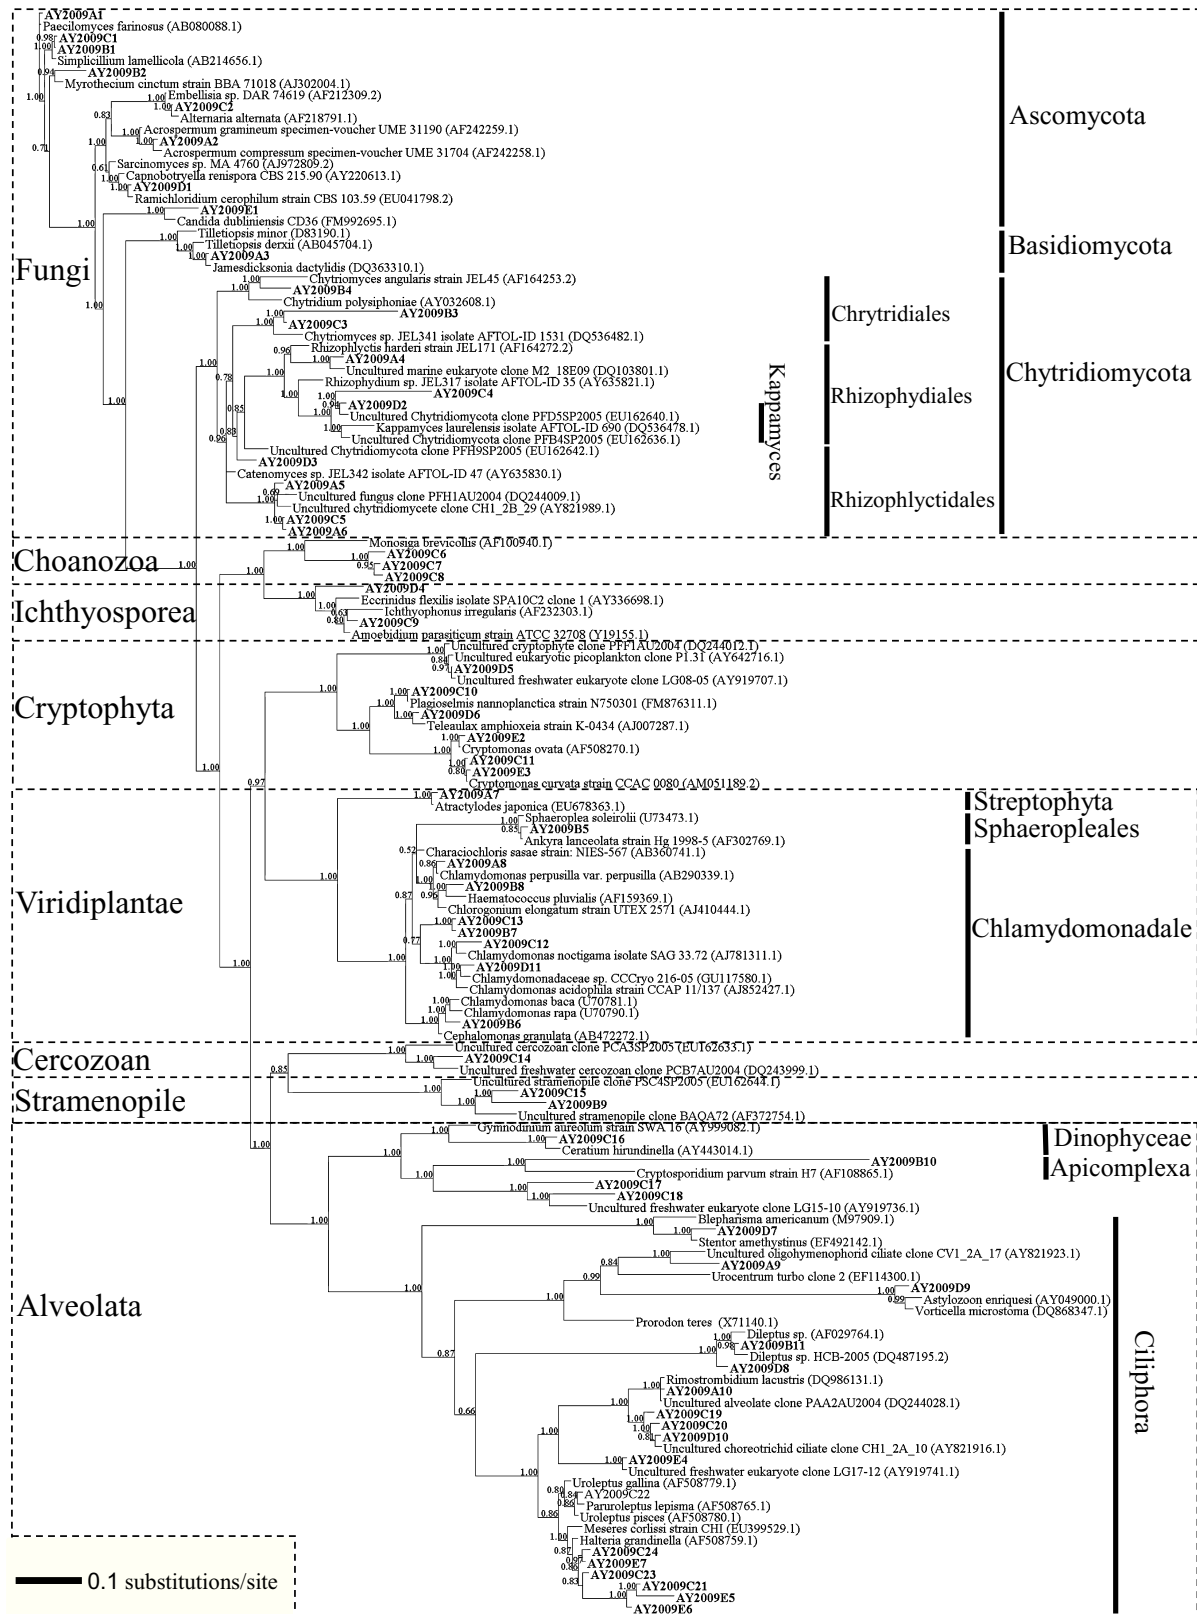 AY2009A1
Paecilomyces farinosus (AB080088.1)
AY2009C1
AY2009B1
Simplicillium lamellicola (AB214656.1)
AY2009B2
Myrothecium cinctum strain BBA 71018 (AJ302004.1)
Embellisia sp. DAR 74619 (AF212309.2)
AY2009C2
Alternaria alternata (AF218791.1)
Acrospermum gramineum specimen-voucher UME 31190 (AF242259.1)
AY2009A2
Acrospermum compressum specimen-voucher UME 31704 (AF242258.1)
Sarcinomyces sp. MA 4760 (AJ972809.2)
Capnobotryella renispora CBS 215.90 (AY220613.1)
AY2009D1
Ramichloridium cerophilum strain CBS 103.59 (EU041798.2)
AY2009E1
Candida dubliniensis CD36 (FM992695.1)
Ascomycota
Tilletiopsis minor (D83190.1)
Tilletiopsis derxii (AB045704.1)
AY2009A3
Jamesdicksonia dactylidis (DQ363310.1)
Basidiomycota
Fungi
Chytriomyces angularis strain JEL45 (AF164253.2)
AY2009B4
Chytridium polysiphoniae (AY032608.1)
AY2009B3
AY2009C3
Chytriomyces sp. JEL341 isolate AFTOL-ID 1531 (DQ536482.1)
Chrytridiales
Rhizophlyctis harderi strain JEL171 (AF164272.2)
AY2009A4
Uncultured marine eukaryote clone M2_18E09 (DQ103801.1)
Rhizophydium sp. JEL317 isolate AFTOL-ID 35 (AY635821.1)
AY2009C4
AY2009D2
Uncultured Chytridiomycota clone PFD5SP2005 (EU162640.1)
Kappamyces laurelensis isolate AFTOL-ID 690 (DQ536478.1)
Uncultured Chytridiomycota clone PFB4SP2005 (EU162636.1)
Kappamyces
Rhizophydiales
Chytridiomycota
Uncultured Chytridiomycota clone PFH9SP2005 (EU162642.1)
AY2009D3
Catenomyces sp. JEL342 isolate AFTOL-ID 47 (AY635830.1)
AY2009A5
Uncultured fungus clone PFH1AU2004 (DQ244009.1)
Uncultured chytridiomycete clone CH1_2B_29 (AY821989.1)
AY2009C5
AY2009A6
Rhizophlyctidales
Choanozoa
Monosiga brevicollis (AF100940.1)
AY2009C6
AY2009C7
AY2009C8
Ichthyosporea
AY2009D4
Eccrinidus flexilis isolate SPA10C2 clone 1 (AY336698.1)
Ichthyophonus irregularis (AF232303.1)
AY2009C9
Amoebidium parasiticum strain ATCC 32708 (Y19155.1)
Cryptophyta
Uncultured cryptophyte clone PFF1AU2004 (DQ244012.1)
Uncultured eukaryotic picoplankton clone P1.31 (AY642716.1)
AY2009D5
Uncultured freshwater eukaryote clone LG08-05 (AY919707.1)
AY2009C10
Plagioselmis nannoplanctica strain N750301 (FM876311.1)
AY2009D6
Teleaulax amphioxeia strain K-0434 (AJ007287.1)
AY2009E2
Cryptomonas ovata (AF508270.1)
AY2009C11
AY2009E3
Cryptomonas curvata strain CCAC 0080 (AM051189.2)
Viridiplantae
AY2009A7
Atractylodes japonica (EU678363.1)
Streptophyta
Sphaeroplea soleirolii (U73473.1)
AY2009B5
Ankyra lanceolata strain Hg 1998-5 (AF302769.1)
Sphaeropleales
Characiochloris sasae strain: NIES-567 (AB360741.1)
AY2009A8
Chlamydomonas perpusilla var. perpusilla (AB290339.1)
AY2009B8
Haematococcus pluvialis (AF159369.1)
Chlorogonium elongatum strain UTEX 2571 (AJ410444.1)
AY2009C13
AY2009B7
AY2009C12
Chlamydomonas noctigama isolate SAG 33.72 (AJ781311.1)
AY2009D11
Chlamydomonadaceae sp. CCCryo 216-05 (GU117580.1)
Chlamydomonas acidophila strain CCAP 11/137 (AJ852427.1)
Chlamydomonas baca (U70781.1)
Chlamydomonas rapa (U70790.1)
AY2009B6
Cephalomonas granulata (AB472272.1)
Chlamydomonadale
Cercozoan
Uncultured cercozoan clone PCA3SP2005 (EU162633.1)
AY2009C14
Uncultured freshwater cercozoan clone PCB7AU2004 (DQ243999.1)
Stramenopile
Uncultured stramenopile clone PSC4SP2005 (EU162644.1)
AY2009C15
AY2009B9
Uncultured stramenopile clone BAQA72 (AF372754.1)
Alveolata
Gymnodinium aureolum strain SWA 16 (AY999082.1)
AY2009C16
Ceratium hirundinella (AY443014.1)
Dinophyceae
AY2009B10
Cryptosporidium parvum strain H7 (AF108865.1)
Apicomplexa
AY2009C17
AY2009C18
Uncultured freshwater eukaryote clone LG15-10 (AY919736.1)
Blepharisma americanum (M97909.1)
AY2009D7
Stentor amethystinus (EF492142.1)
Uncultured oligohymenophorid ciliate clone CV1_2A_17 (AY821923.1)
AY2009A9
Urocentrum turbo clone 2 (EF114300.1)
AY2009D9
Astylozoon enriquesi (AY049000.1)
Vorticella microstoma (DQ868347.1)
Prorodon teres (X71140.1)
Dileptus sp. (AF029764.1)
AY2009B11
Dileptus sp. HCB-2005 (DQ487195.2)
AY2009D8
Rimostrombidium lacustris (DQ986131.1)
AY2009A10
Uncultured alveolate clone PAA2AU2004 (DQ244028.1)
AY2009C19
AY2009C20
AY2009D10
Uncultured choreotrichid ciliate clone CH1_2A_10 (AY821916.1)
AY2009E4
Uncultured freshwater eukaryote clone LG17-12 (AY919741.1)
Uroleptus gallina (AF508779.1)
AY2009C22
Paruroleptus lepisma (AF508765.1)
Uroleptus pisces (AF508780.1)
Meseres corlissi strain CHI (EU399529.1)
Halteria grandinella (AF508759.1)
AY2009C24
AY2009E7
AY2009C23
AY2009C21
AY2009E5
AY2009E6
Ciliphora
0.1 substitutions/site